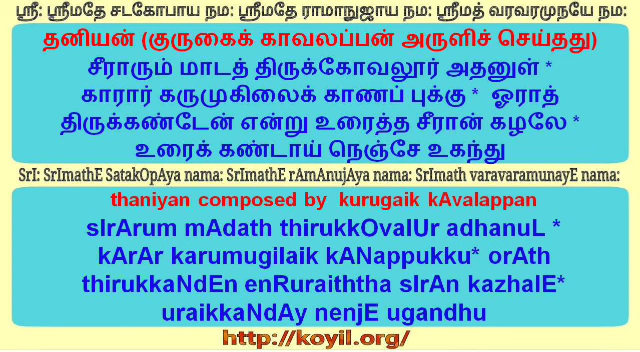 ஸ்ரீ: ஸ்ரீமதே சடகோபாய நம: ஸ்ரீமதே ராமாநுஜாய நம: ஸ்ரீமத் வரவரமுநயே நம:
தனியன் (குருகைக் காவலப்பன் அருளிச் செய்தது)
சீராரும் மாடத் திருக்கோவலூர் அதனுள் *
காரார் கருமுகிலைக் காணப் புக்கு * ஓராத்
திருக்கண்டேன் என்று உரைத்த சீரான் கழலே *
உரைக் கண்டாய் நெஞ்சே உகந்து
SrI: SrImathE SatakOpAya nama: SrImathE rAmAnujAya nama: SrImath varavaramunayE nama:
thaniyan composed by kurugaik kAvalappan
sIrArum mAdath thirukkOvalUr adhanuL *
kArAr karumugilaik kANappukku* orAth
thirukkaNdEn enRuraiththa sIrAn kazhalE*
uraikkaNdAy nenjE ugandhu
http://koyil.org/